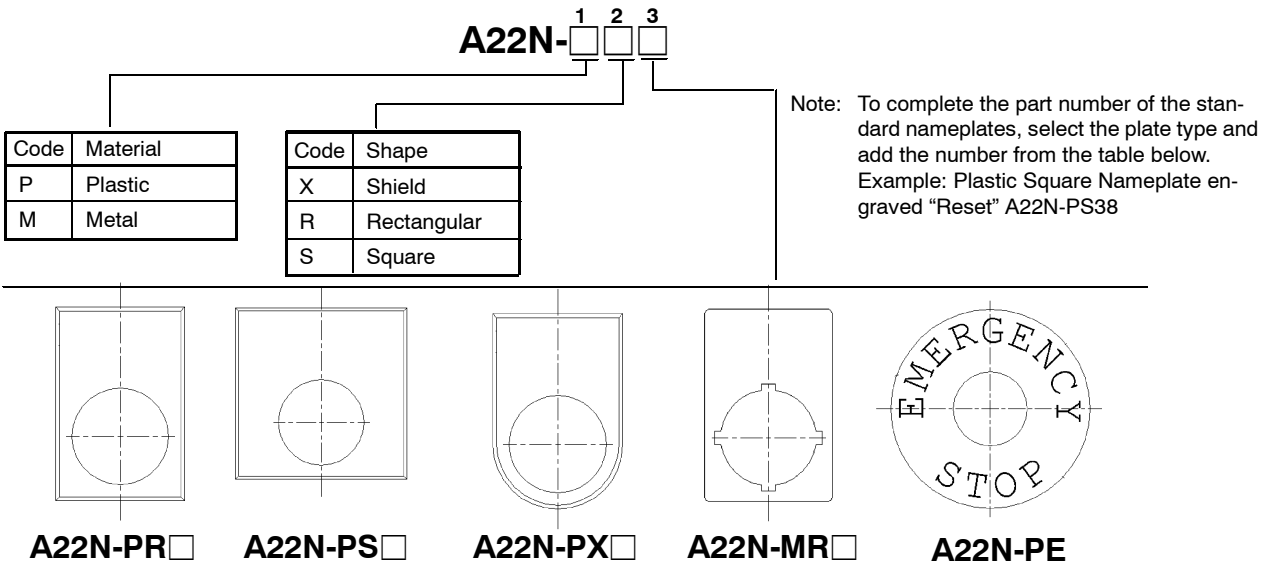 1 2 3
A22N-□□□
Code Material
P Plastic
M Metal
Code Shape
X Shield
R Rectangular
S Square
Note: To complete the part number of the stan-
dard nameplates, select the plate type and
add the number from the table below.
Example: Plastic Square Nameplate en-
graved “Reset” A22N-PS38
EMERGENCY
STOP
A22N-PR□ A22N-PS□ A22N-PX□ A22N-MR□ A22N-PE